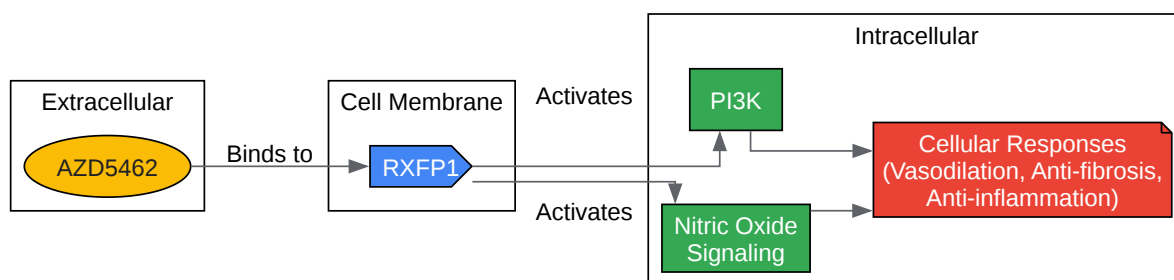 Intracellular
Extracellular
Cell Membrane
Activates
PI3K
AZD5462
Binds to
RXFP1
Cellular Responses
(Vasodilation, Anti-fibrosis,
Anti-inflammation)
Activates
Nitric Oxide
Signaling